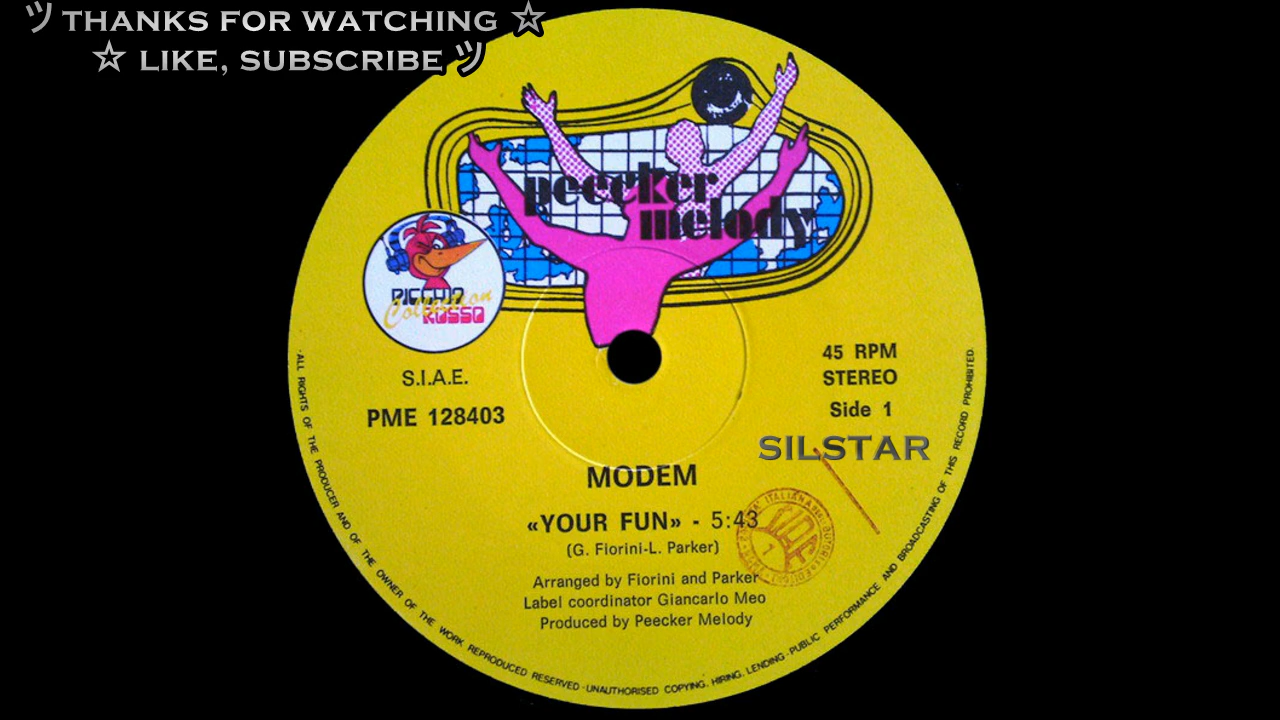 ツ THANKS FOR WATCHING ☆
☆ LIKE, SUBSCRIBE ツ
peecker
melody
PICCHIO
Collection
ROSSO
S.I.A.E.
PME 128403
45 RPM
STEREO
Side 1
SILSTAR
MODEM
«YOUR FUN» - 5:43
(G. Fiorini-L. Parker)
Arranged by Fiorini and Parker
Label coordinator Giancarlo Meo
Produced by Peecker Melody
·ALL RIGHTS OF THE PRODUCER AND OF THE OWNER OF THE WORK REPRODUCED RESERVED·UNAUTHORISED COPYING, HIRING, LENDING·PUBLIC PERFORMANCE AND BROADCASTING OF THIS RECORD PROHIBITED.